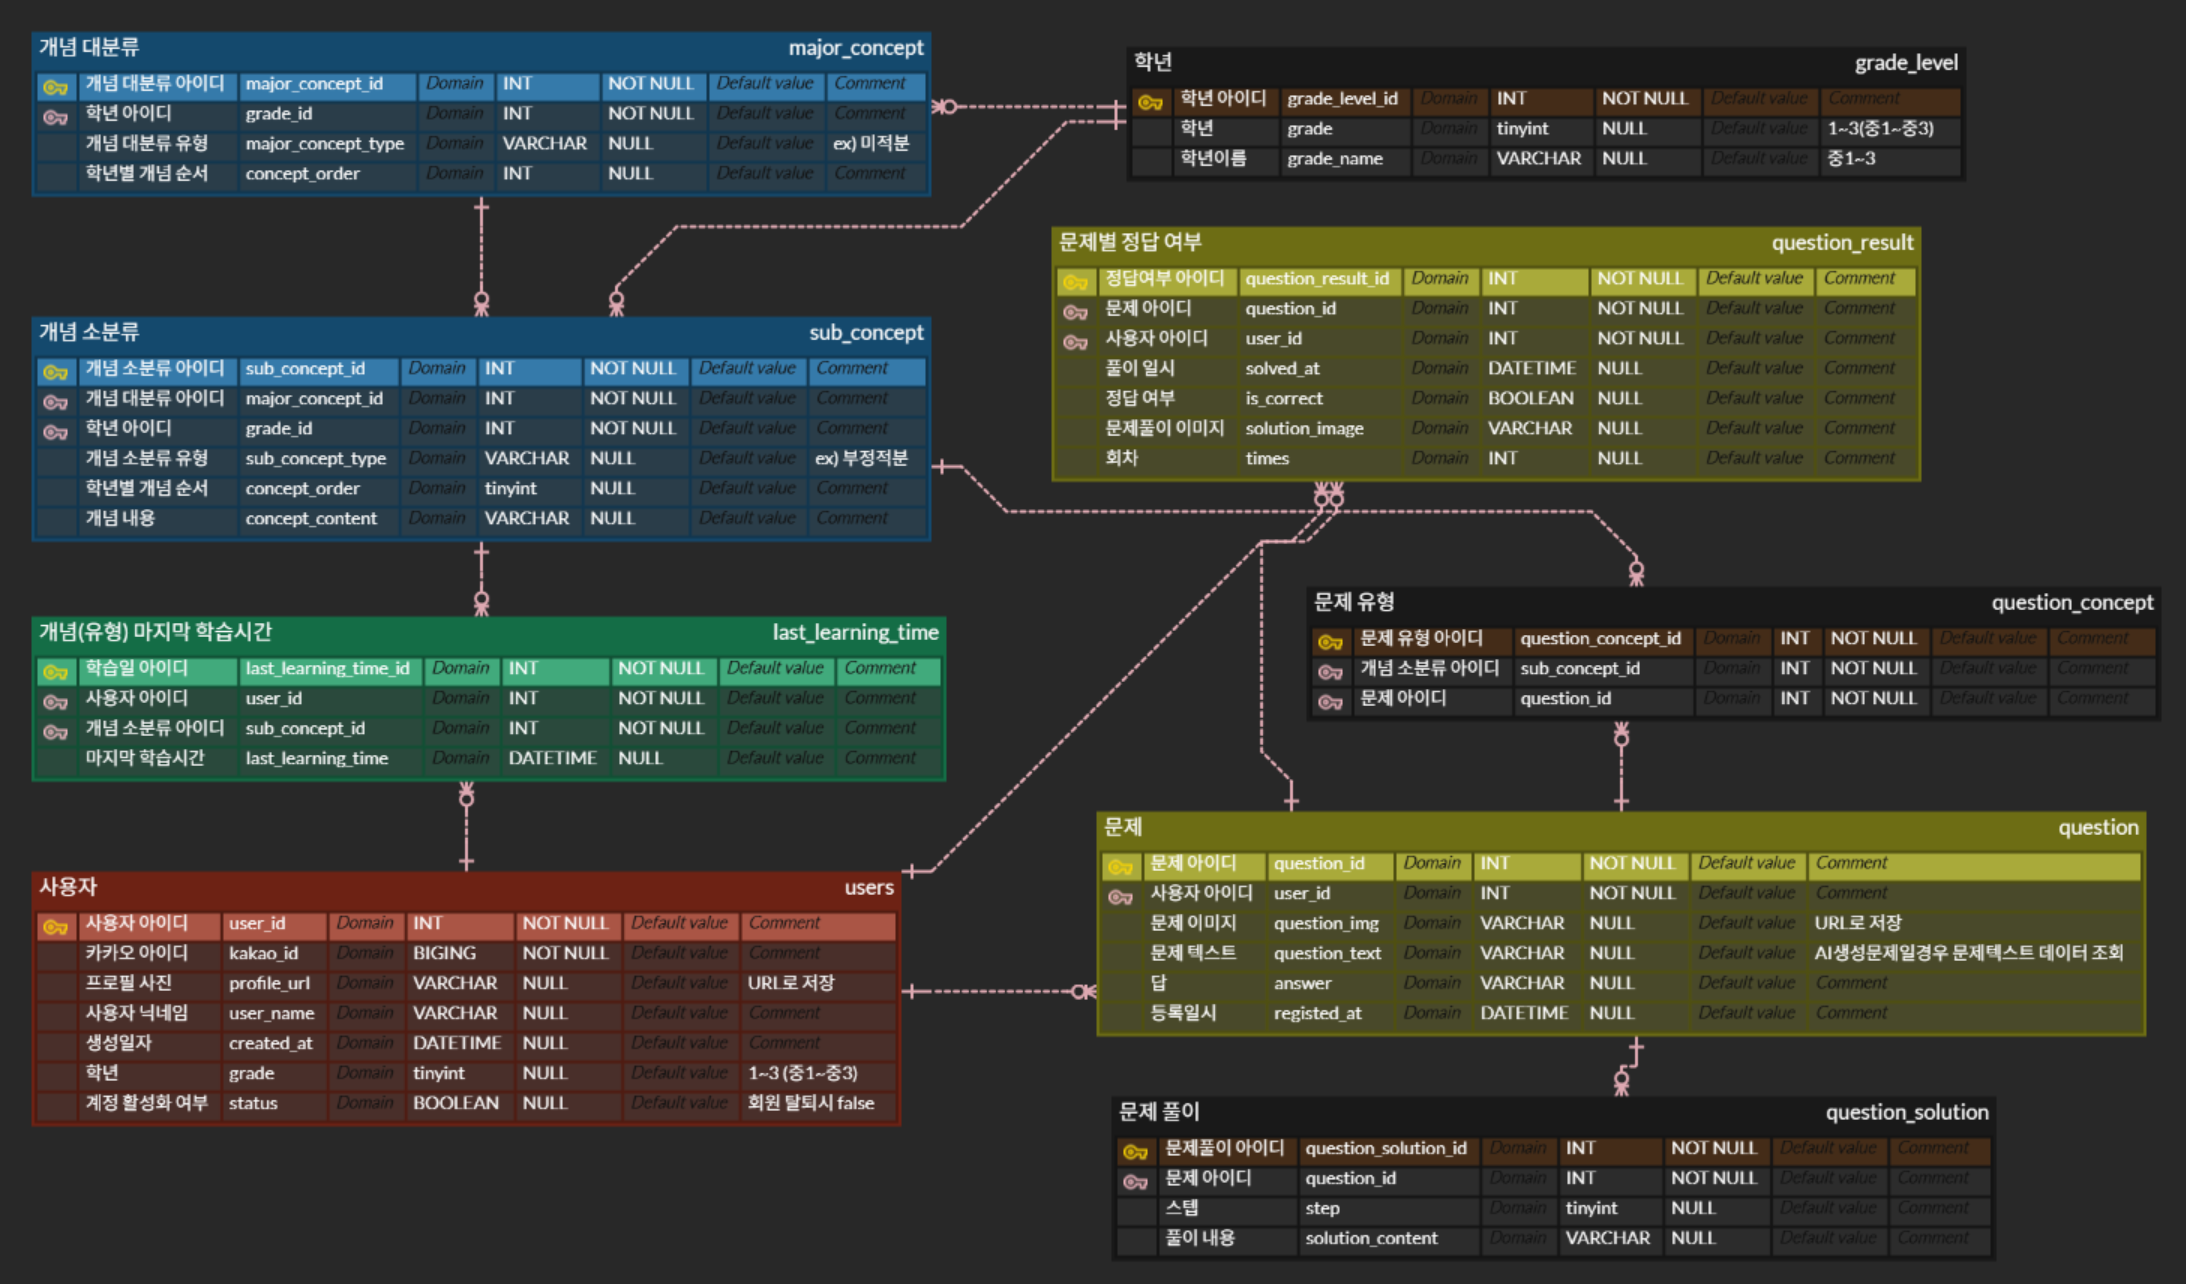 개념 대분류 major_concept
개념 대분류 아이디 major_concept_id Domain INT NOT NULL Default value Comment
학년 아이디 grade_id Domain INT NOT NULL Default value Comment
개념 대분류 유형 major_concept_type Domain VARCHAR NULL Default value ex) 미적분
학년별 개념 순서 concept_order Domain INT NULL Default value Comment
학년 grade_level
학년 아이디 grade_level_id Domain INT NOT NULL Default value Comment
학년 grade Domain tinyint NULL Default value 1~3(중1~중3)
학년이름 grade_name Domain VARCHAR NULL Default value 중1~3
문제별 정답 여부 question_result
정답여부 아이디 question_result_id Domain INT NOT NULL Default value Comment
문제 아이디 question_id Domain INT NOT NULL Default value Comment
사용자 아이디 user_id Domain INT NOT NULL Default value Comment
풀이 일시 solved_at Domain DATETIME NULL Default value Comment
정답 여부 is_correct Domain BOOLEAN NULL Default value Comment
문제풀이 이미지 solution_image Domain VARCHAR NULL Default value Comment
회차 times Domain INT NULL Default value Comment
개념 소분류 sub_concept
개념 소분류 아이디 sub_concept_id Domain INT NOT NULL Default value Comment
개념 대분류 아이디 major_concept_id Domain INT NOT NULL Default value Comment
학년 아이디 grade_id Domain INT NOT NULL Default value Comment
개념 소분류 유형 sub_concept_type Domain VARCHAR NULL Default value ex) 부정적분
학년별 개념 순서 concept_order Domain tinyint NULL Default value Comment
개념 내용 concept_content Domain VARCHAR NULL Default value Comment
문제 유형 question_concept
문제 유형 아이디 question_concept_id Domain INT NOT NULL Default value Comment
개념 소분류 아이디 sub_concept_id Domain INT NOT NULL Default value Comment
문제 아이디 question_id Domain INT NOT NULL Default value Comment
개념(유형) 마지막 학습시간 last_learning_time
학습일 아이디 last_learning_time_id Domain INT NOT NULL Default value Comment
사용자 아이디 user_id Domain INT NOT NULL Default value Comment
개념 소분류 아이디 sub_concept_id Domain INT NOT NULL Default value Comment
마지막 학습시간 last_learning_time Domain DATETIME NULL Default value Comment
문제 question
문제 아이디 question_id Domain INT NOT NULL Default value Comment
사용자 아이디 user_id Domain INT NOT NULL Default value Comment
문제 이미지 question_img Domain VARCHAR NULL Default value URL로 저장
문제 텍스트 question_text Domain VARCHAR NULL Default value AI생성문제일경우 문제텍스트 데이터 조회
답 answer Domain VARCHAR NULL Default value Comment
등록일시 registed_at Domain DATETIME NULL Default value Comment
사용자 users
사용자 아이디 user_id Domain INT NOT NULL Default value Comment
카카오 아이디 kakao_id Domain BIGING NOT NULL Default value Comment
프로필 사진 profile_url Domain VARCHAR NULL Default value URL로 저장
사용자 닉네임 user_name Domain VARCHAR NULL Default value Comment
생성일자 created_at Domain DATETIME NULL Default value Comment
학년 grade Domain tinyint NULL Default value 1~3 (중1~중3)
계정 활성화 여부 status Domain BOOLEAN NULL Default value 회원 탈퇴시 false
문제 풀이 question_solution
문제풀이 아이디 question_solution_id Domain INT NOT NULL Default value Comment
문제 아이디 question_id Domain INT NOT NULL Default value Comment
스텝 step Domain tinyint NULL Default value Comment
풀이 내용 solution_content Domain VARCHAR NULL Default value Comment